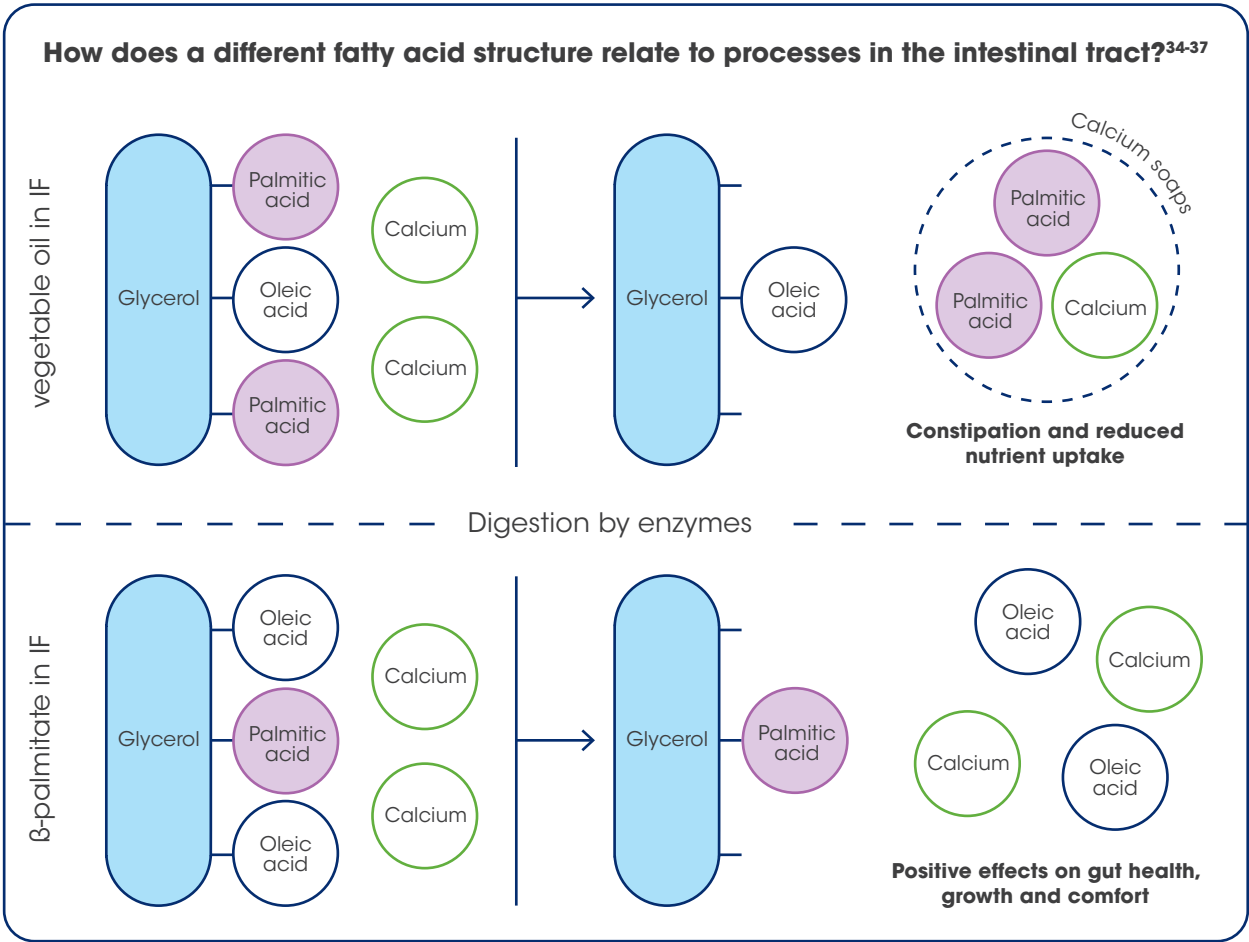 How does a different fatty acid structure relate to processes in the intestinal tract?34-37
vegetable oil in IF
Glycerol
Palmitic
acid
Oleic
acid
Palmitic
acid
Calcium
Calcium
Glycerol
Oleic
acid
Calcium soaps
Palmitic
acid
Palmitic
acid
Calcium
Constipation and reduced
nutrient uptake
Digestion by enzymes
ß-palmitate in IF
Glycerol
Oleic
acid
Palmitic
acid
Oleic
acid
Calcium
Calcium
Glycerol
Palmitic
acid
Oleic
acid
Calcium
Calcium
Oleic
acid
Positive effects on gut health,
growth and comfort